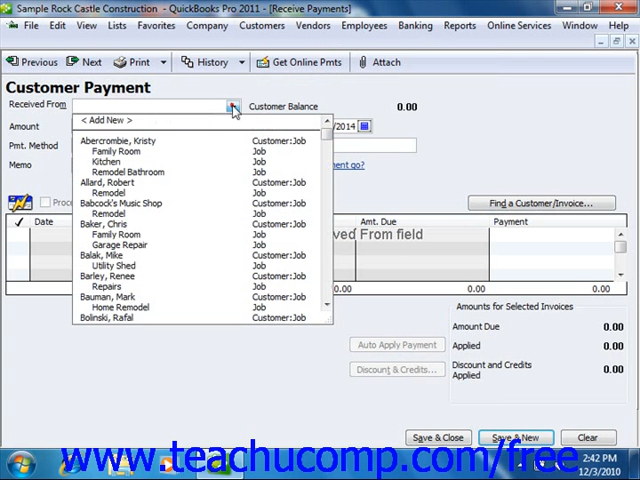 Sample Rock Castle Construction - QuickBooks Pro 2011 - [Receive Payments]
File Edit View Lists Favorites Company Customers Vendors Employees Banking Reports Online Services Window Help
Previous Next Print History Get Online Pmts Attach
Customer Payment
Received From Customer Balance 0.00
Amount /2014
Pmt. Method
Memo nt go?
< Add New >
Abercrombie, Kristy Customer:Job
Family Room Job
Kitchen Job
Remodel Bathroom Job
Allard, Robert Customer:Job
Remodel Job
Babcock's Music Shop Customer:Job
Remodel Job
Baker, Chris Customer:Job
Family Room Job
Garage Repair Job
Balak, Mike Customer:Job
Utility Shed Job
Barley, Renee Customer:Job
Repairs Job
Bauman, Mark Customer:Job
Home Remodel Job
Bolinski, Rafal Customer:Job
Proce Find a Customer/Invoice...
Date Amt. Due Payment
ved From field
0.00 0.00 0.00
Amounts for Selected Invoices
Amount Due 0.00
Auto Apply Payment Applied 0.00
Discount & Credits... Discount and Credits Applied 0.00
Save & Close Save & New Clear
www.teachucomp.com/free
2:42 PM
12/3/2010